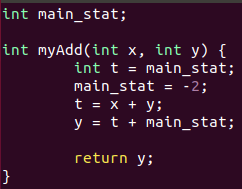 int main_stat;

int myAdd(int x, int y) {
        int t = main_stat;
        main_stat = -2;
        t = x + y;
        y = t + main_stat;

        return y;
}